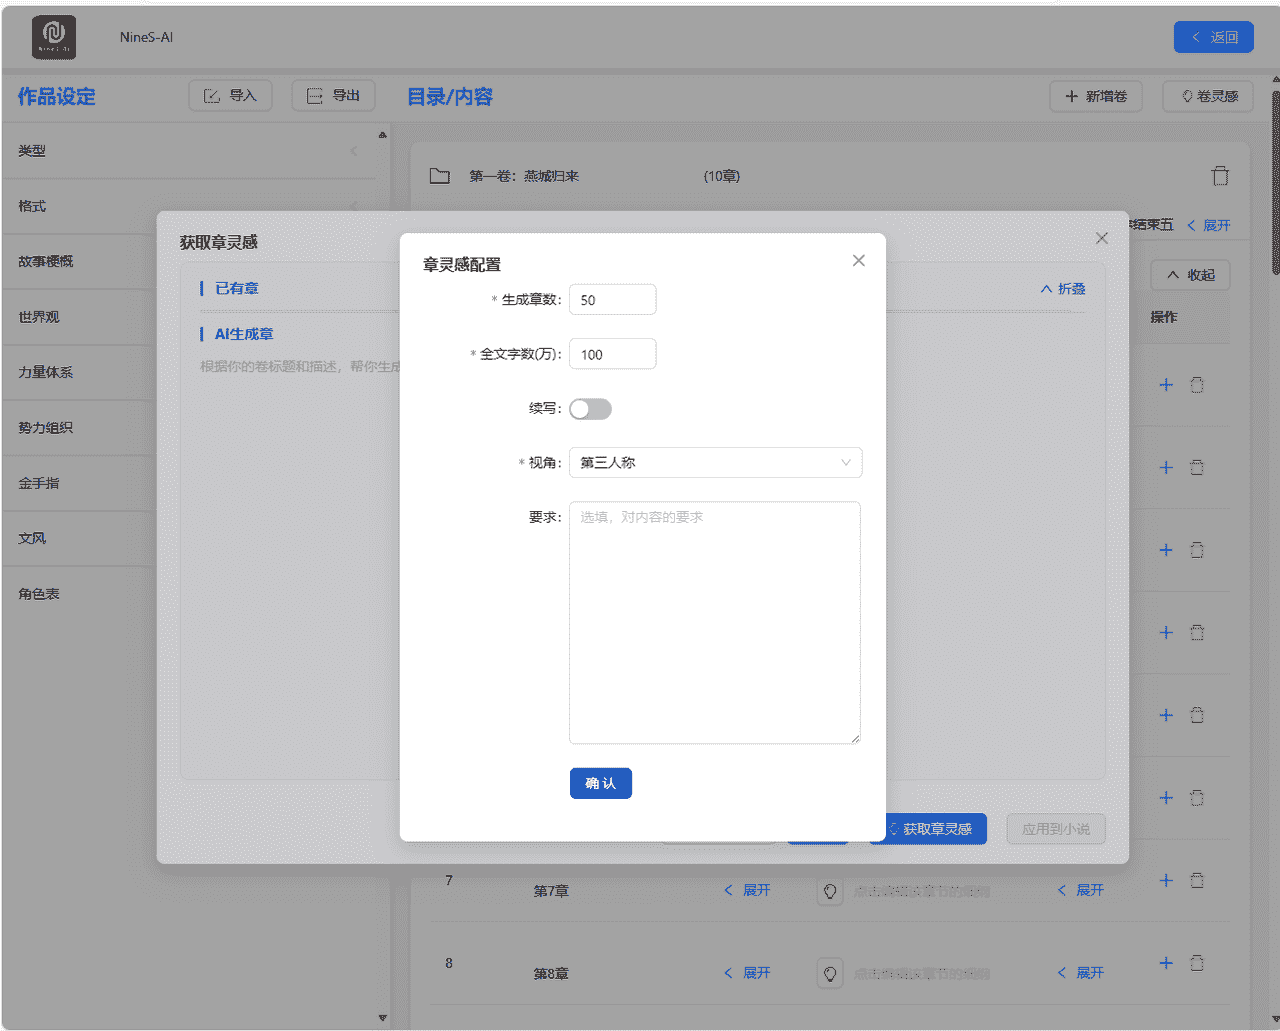 NineS-AI
NineS-AI
返回
作品设定
导入
导出
目录/内容
新增卷
卷灵感
类型
格式
故事梗概
世界观
力量体系
势力组织
金手指
文风
角色表
第一卷：燕城归来
(10章)
结束五
展开
收起
操作
获取章灵感
已有章
折叠
AI生成章
根据你的卷标题和描述，帮你生成
章灵感配置
* 生成章数: 50
* 全文字数(万): 100
续写:
* 视角: 第三人称
要求: 选填，对内容的要求
确 认
获取章灵感
应用到小说
7
第7章
展开
展开
8
第8章
展开
展开